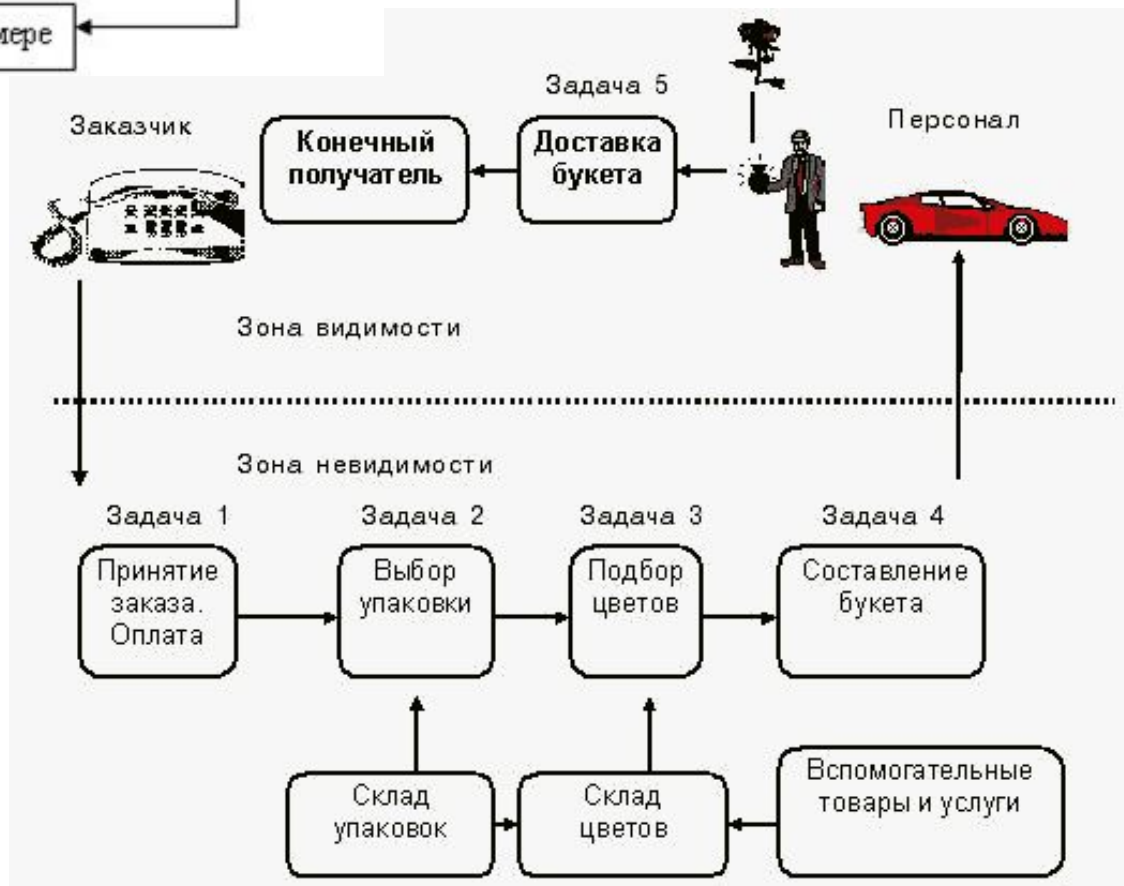 мере
Задача 5
Заказчик
Конечный
получатель
Доставка
букета
Персонал
Зона видимости
Зона невидимости
Задача 1
Задача 2
Задача 3
Задача 4
Принятие
заказа.
Оплата
Выбор
упаковки
Подбор
цветов
Составление
букета
Склад
упаковок
Склад
цветов
Вспомогательные
товары и услуги